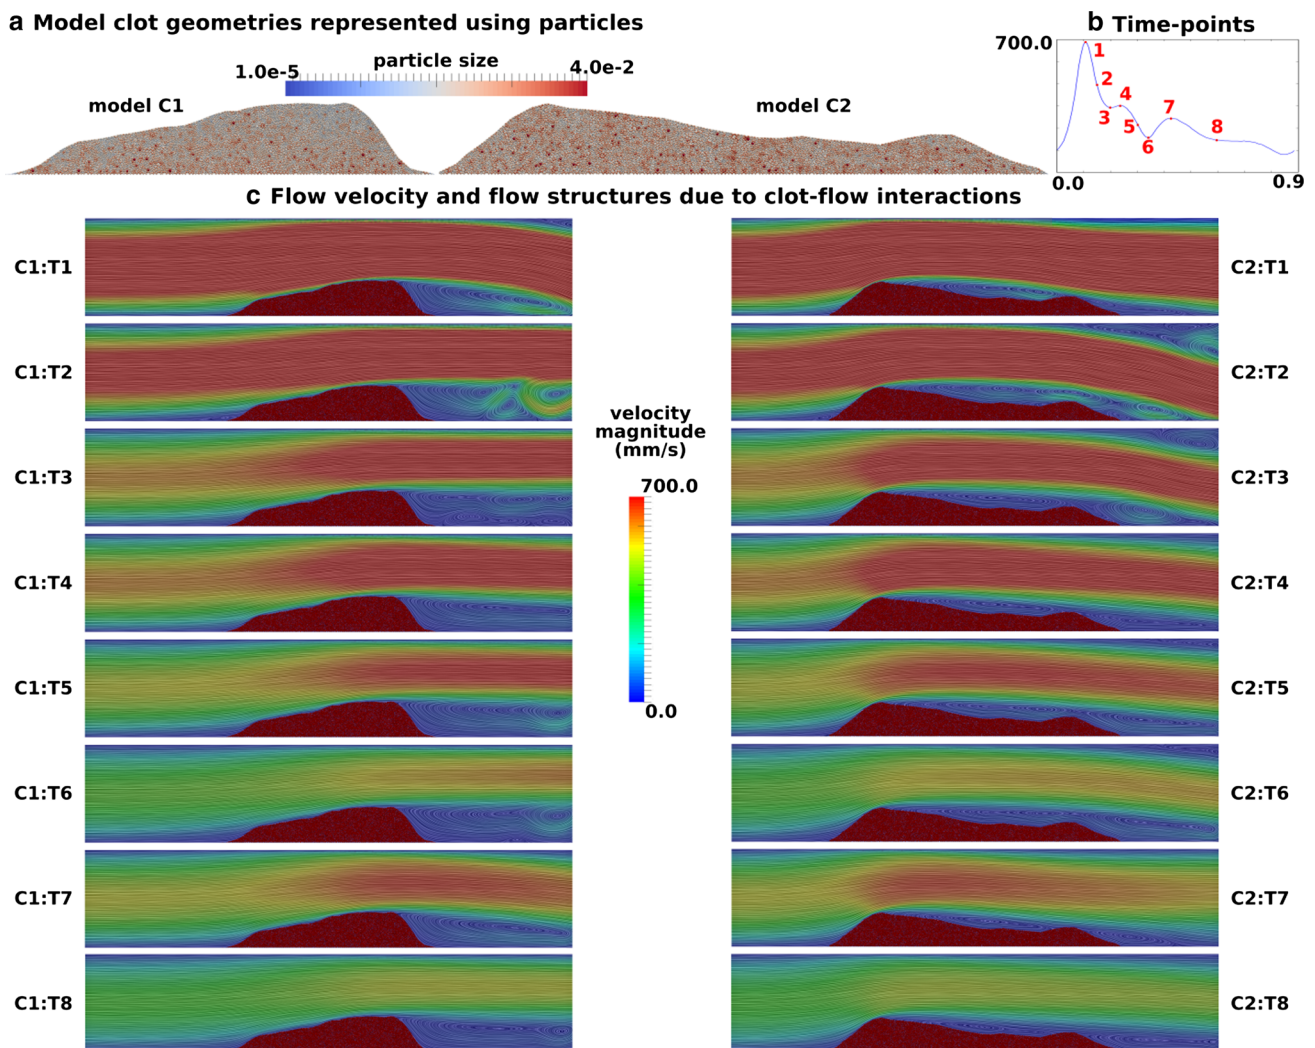 a Model clot geometries represented using particles
b Time-points
particle size
1.0e-5
4.0e-2
model C1
model C2
700.0
1
2
3
4
5
6
7
8
0.0
0.9
c Flow velocity and flow structures due to clot-flow interactions
C1:T1
C2:T1
C1:T2
C2:T2
velocity
magnitude
(mm/s)
C1:T3
C2:T3
700.0
C1:T4
C2:T4
C1:T5
C2:T5
0.0
C1:T6
C2:T6
C1:T7
C2:T7
C1:T8
C2:T8